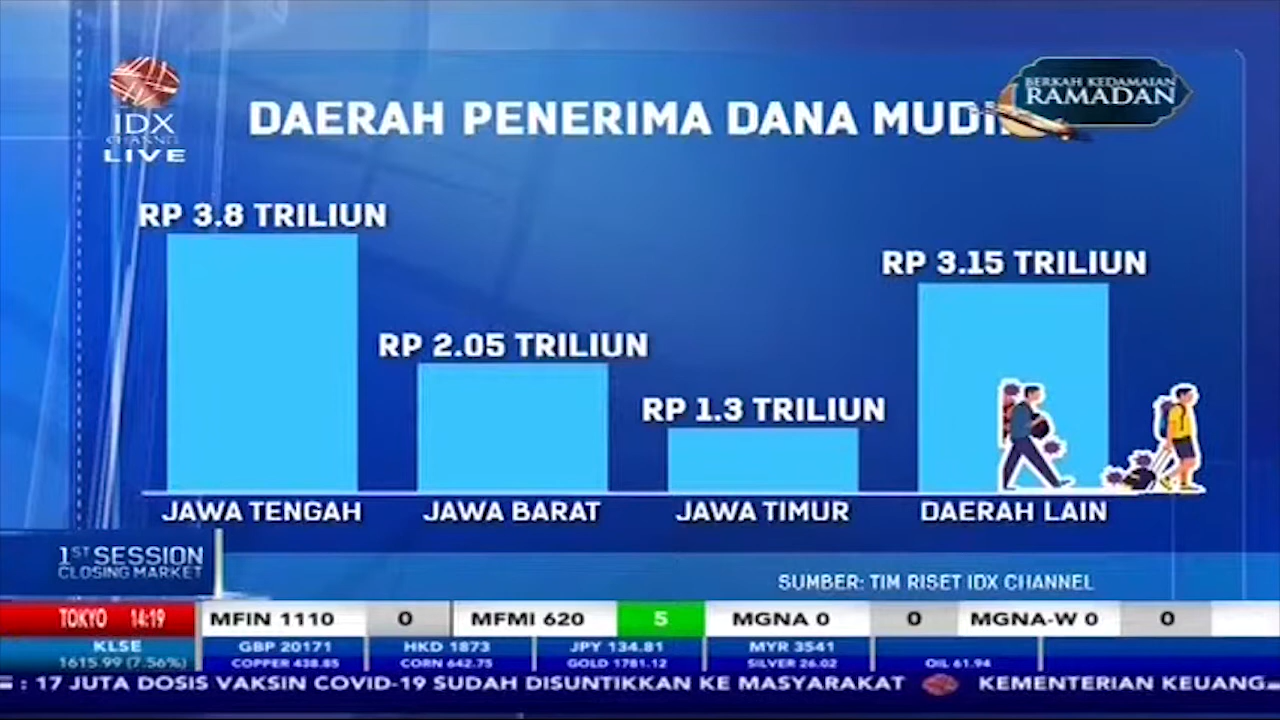 IDX
CHANNEL
LIVE
BERKAH KEDAMAIAN
RAMADAN
DAERAH PENERIMA DANA
RP 3.8 TRILIUN
RP 3.15 TRILIUN
RP 2.05 TRILIUN
RP 1.3 TRILIUN
JAWA TENGAH
JAWA BARAT
JAWA TIMUR
DAERAH LAIN
1ST SESSION
CLOSING MARKET
SUMBER: TIM RISET IDX CHANNEL
TOKYO 14:19 MFIN 1110 0 MFMI 620 5 MGNA 0 0 MGNA-W 0 0
KLSE GBP 20171 HKD 1873 JPY 134.81 MYR 3541
1615.99 (7.56%) COPPER 438.85 CORN 642.75 GOLD 1781.12 SILVER 26.02 OIL 61.94
: 17 JUTA DOSIS VAKSIN COVID-19 SUDAH DISUNTIKKAN KE MASYARAKAT KEMENTERIAN KEUANG